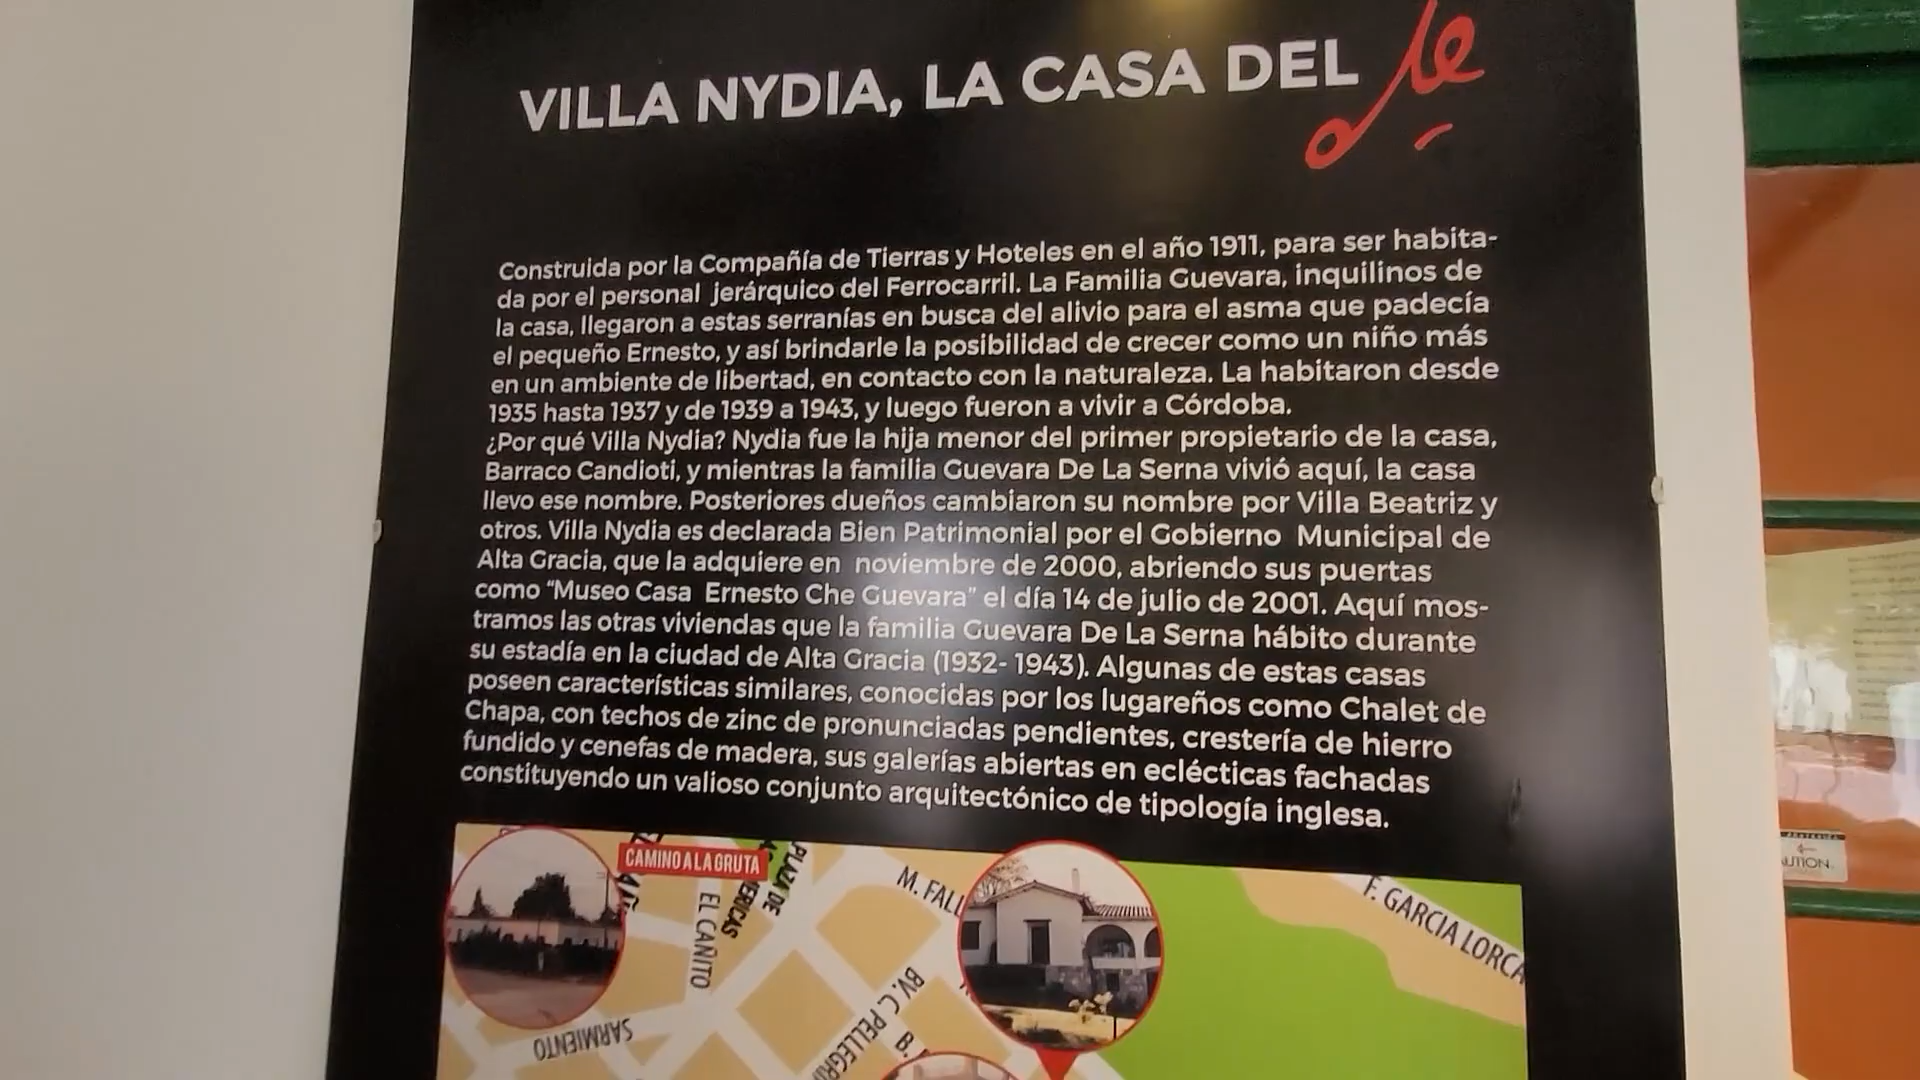 VILLA NYDIA, LA CASA DEL che
Construida por la Compañía de Tierras y Hoteles en el año 1911, para ser habita-
da por el personal jerárquico del Ferrocarril. La Familia Guevara, inquilinos de
la casa, llegaron a estas serranías en busca del alivio para el asma que padecía
el pequeño Ernesto, y así brindarle la posibilidad de crecer como un niño más
en un ambiente de libertad, en contacto con la naturaleza. La habitaron desde
1935 hasta 1937 y de 1939 a 1943, y luego fueron a vivir a Córdoba.
¿Por qué Villa Nydia? Nydia fue la hija menor del primer propietario de la casa,
Barraco Candioti, y mientras la familia Guevara De La Serna vivió aquí, la casa
llevo ese nombre. Posteriores dueños cambiaron su nombre por Villa Beatriz y
otros. Villa Nydia es declarada Bien Patrimonial por el Gobierno Municipal de
Alta Gracia, que la adquiere en noviembre de 2000, abriendo sus puertas
como “Museo Casa Ernesto Che Guevara” el día 14 de julio de 2001. Aquí mos-
tramos las otras viviendas que la familia Guevara De La Serna hábito durante
su estadía en la ciudad de Alta Gracia (1932- 1943). Algunas de estas casas
poseen características similares, conocidas por los lugareños como Chalet de
Chapa, con techos de zinc de pronunciadas pendientes, crestería de hierro
fundido y cenefas de madera, sus galerías abiertas en eclécticas fachadas
constituyendo un valioso conjunto arquitectónico de tipología inglesa.
CAMINO A LA GRUTA
PLAZA DE
EL CAÑITO
M. FALL
F. GARCIA LORCA
BV. C. PELLEGRI
SARMIENTO
B.
UTION